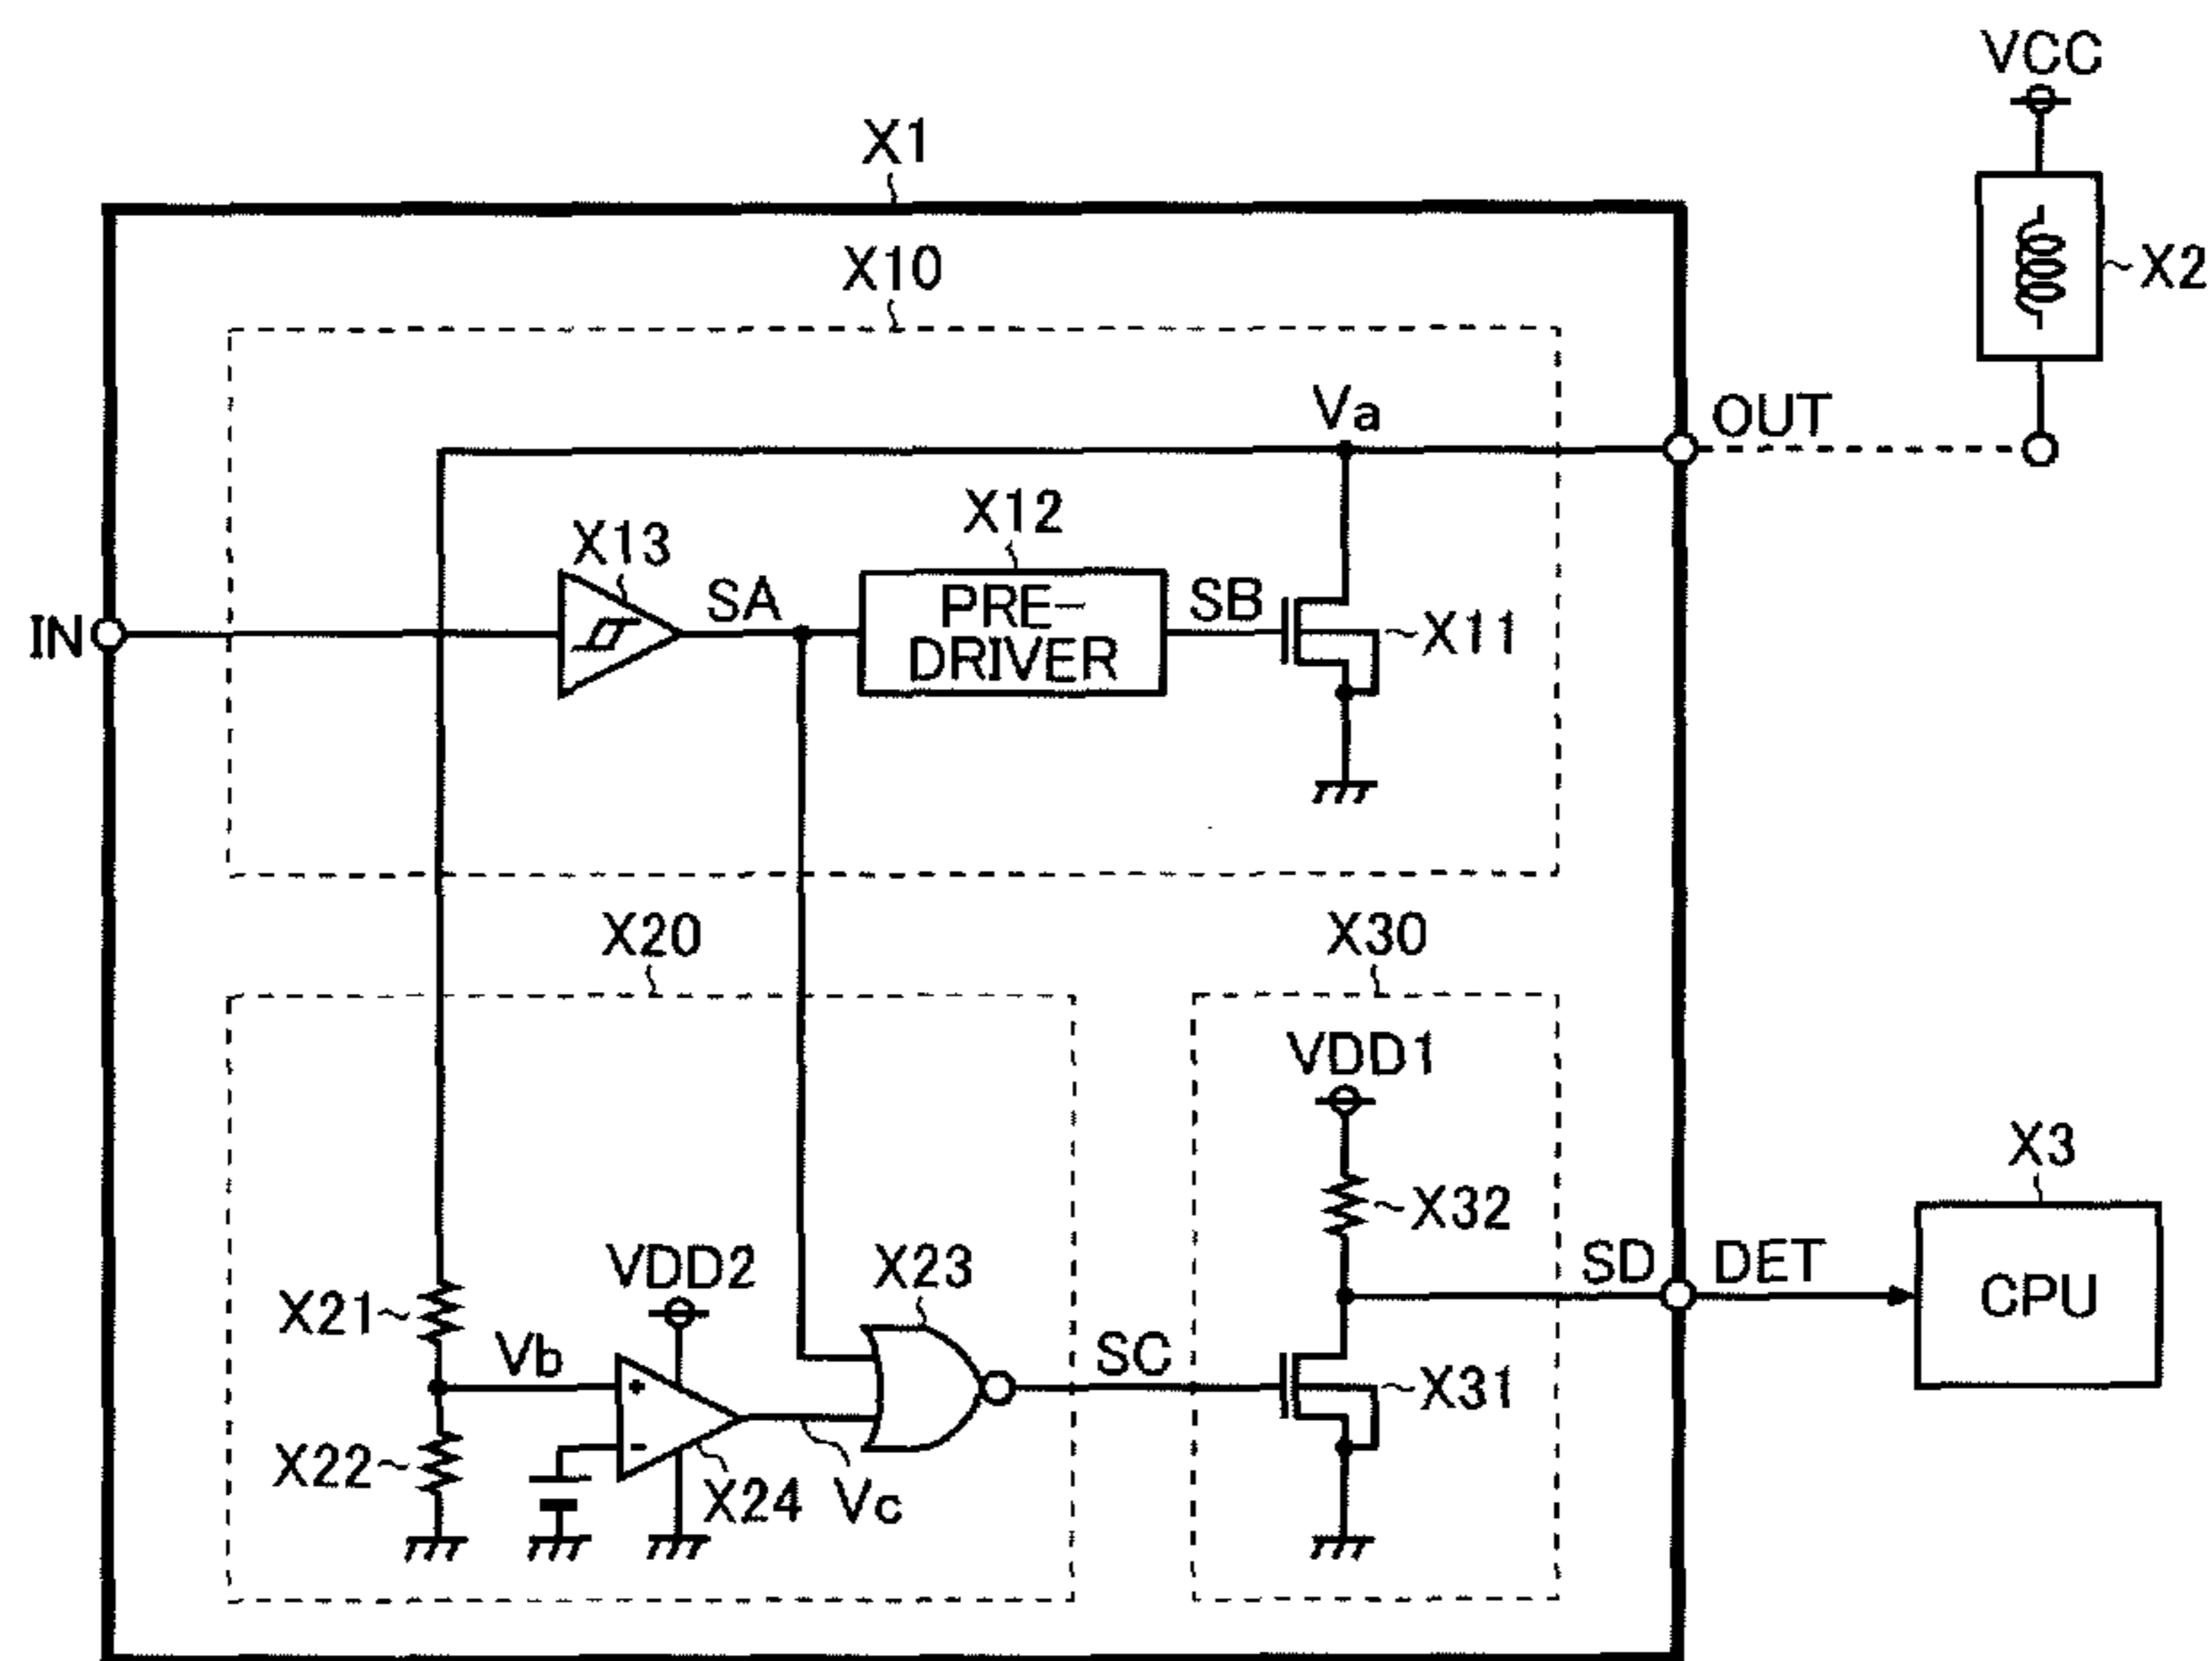 VCC
X1
X2
X10
Va
OUT
X12
X13
SA
PRE-
DRIVER
SB
X11
IN
X20
X30
VDD1
X3
X32
VDD2
X23
SD
DET
CPU
X21
Vb
+
SC
X31
-
X22
X24
Vc